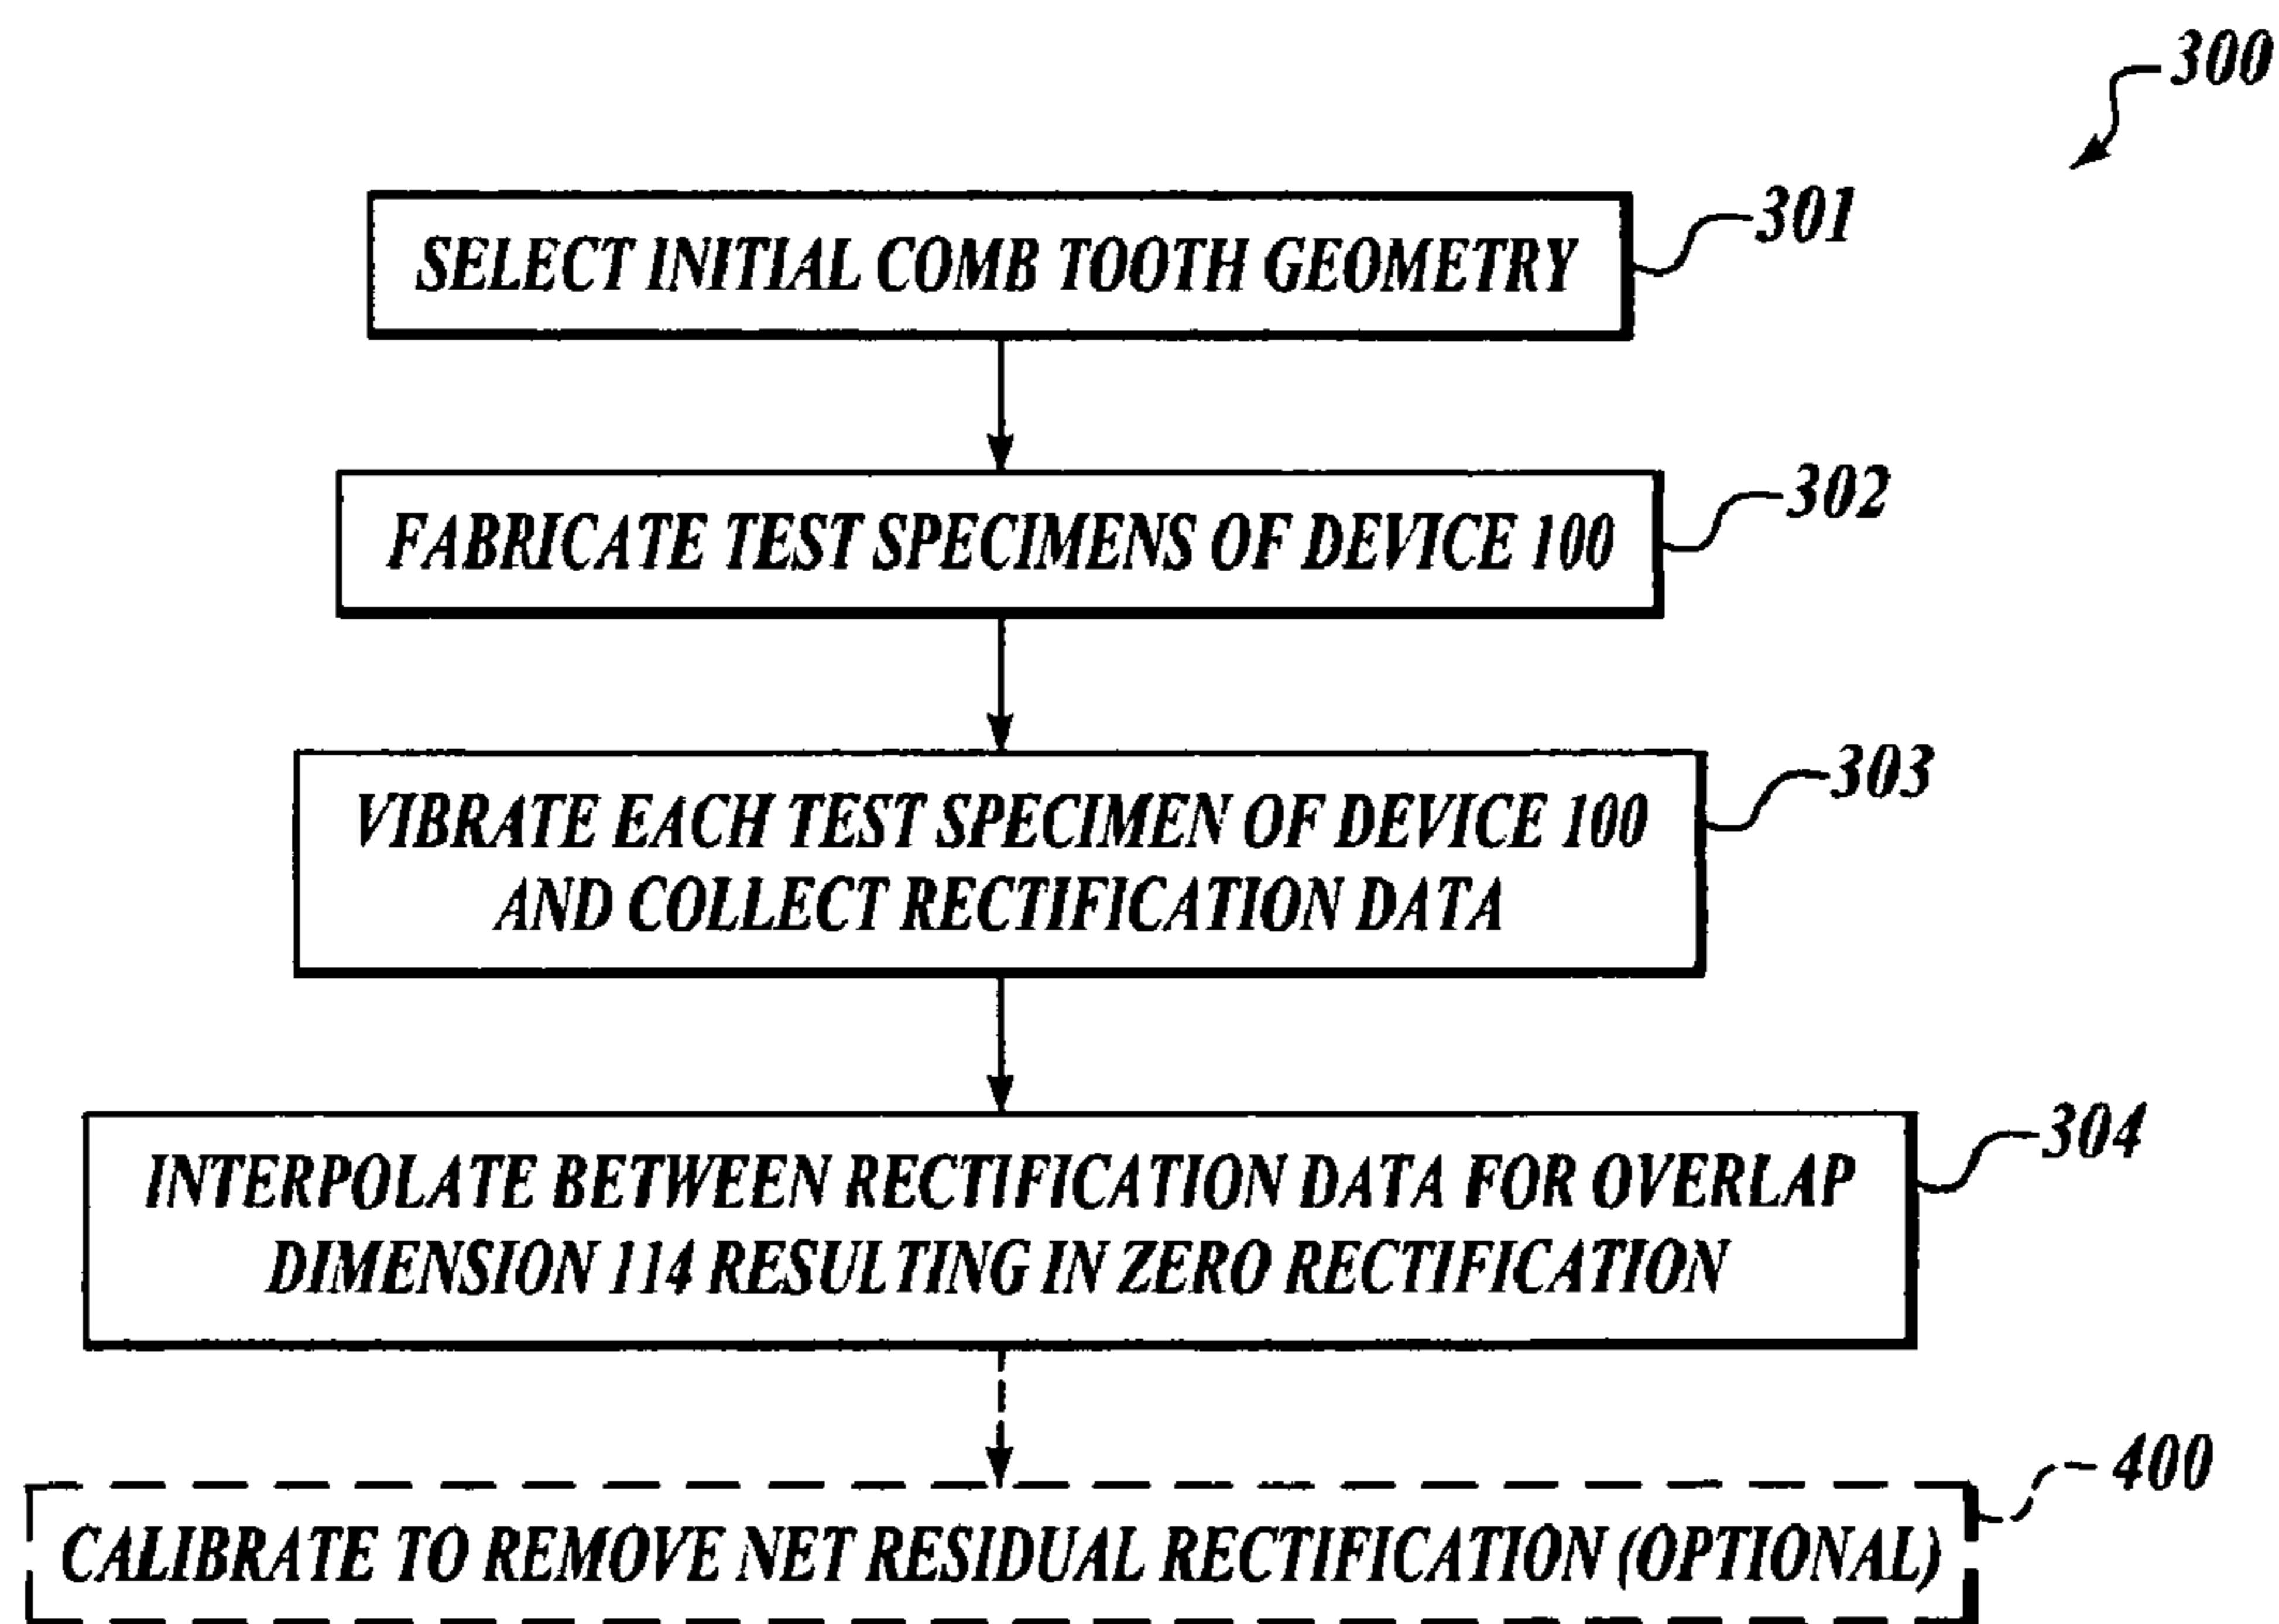 300
SELECT INITIAL COMB TOOTH GEOMETRY
301
FABRICATE TEST SPECIMENS OF DEVICE 100
302
VIBRATE EACH TEST SPECIMEN OF DEVICE 100
AND COLLECT RECTIFICATION DATA
303
INTERPOLATE BETWEEN RECTIFICATION DATA FOR OVERLAP
DIMENSION 114 RESULTING IN ZERO RECTIFICATION
304
CALIBRATE TO REMOVE NET RESIDUAL RECTIFICATION (OPTIONAL)
400